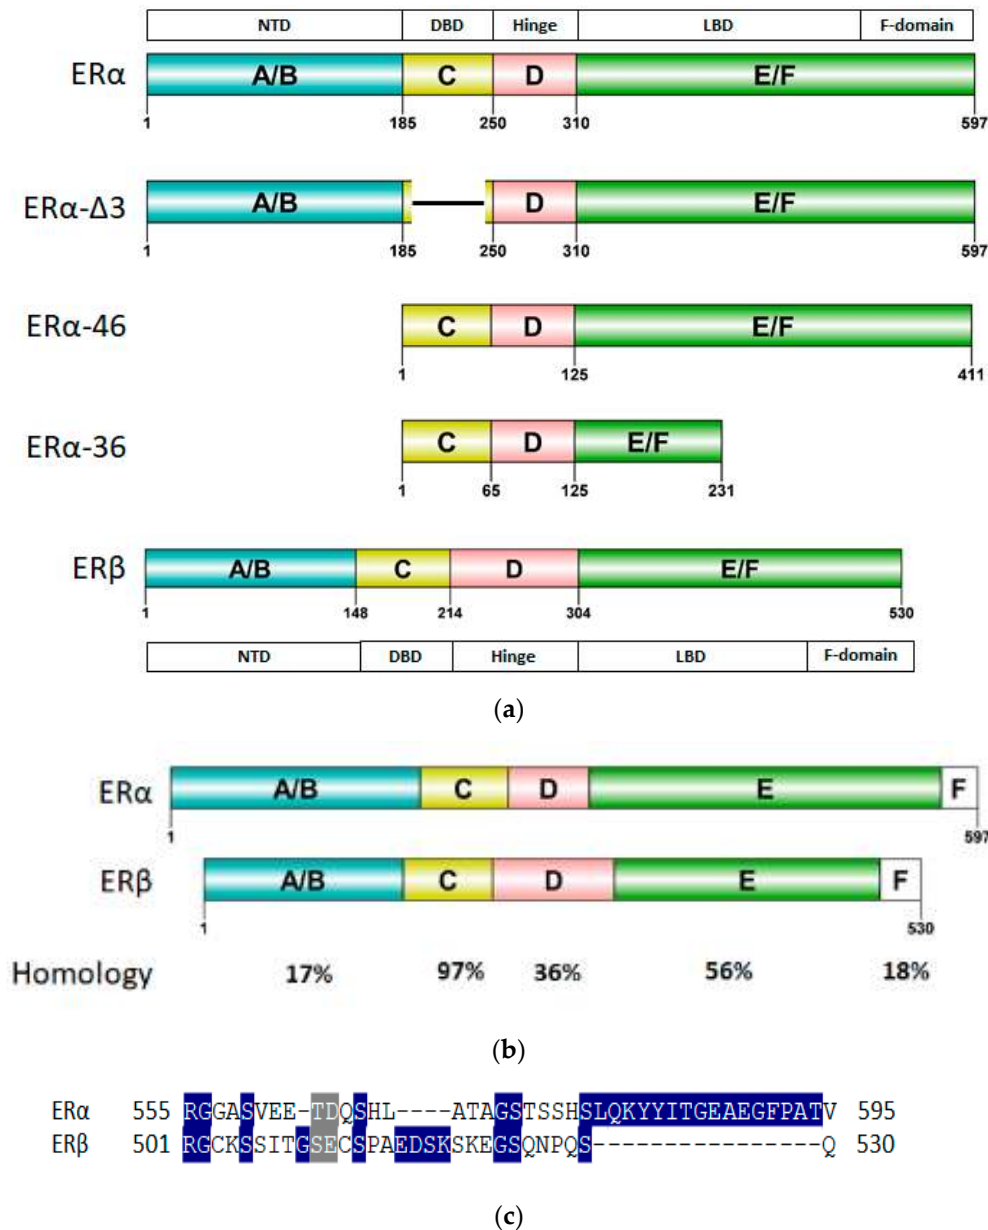 NTD DBD Hinge LBD F-domain
ERα A/B C D E/F
1 185 250 310 597
ERα-Δ3 A/B D E/F
1 185 250 310 597
ERα-46 C D E/F
1 125 411
ERα-36 C D E/F
1 65 125 231
ERβ A/B C D E/F
1 148 214 304 530
NTD DBD Hinge LBD F-domain
(a)
ERα A/B C D E F
1 597
ERβ A/B C D E F
1 530
Homology 17% 97% 36% 56% 18%
(b)
ERα 555 RGGASVEE-TDQSHL----ATAGSTSSHSLQKYYITGEAEGFPATV 595
ERβ 501 RGCKSSITGSECSPAEDSKSKEGSQNPQS-----------------Q 530
(c)